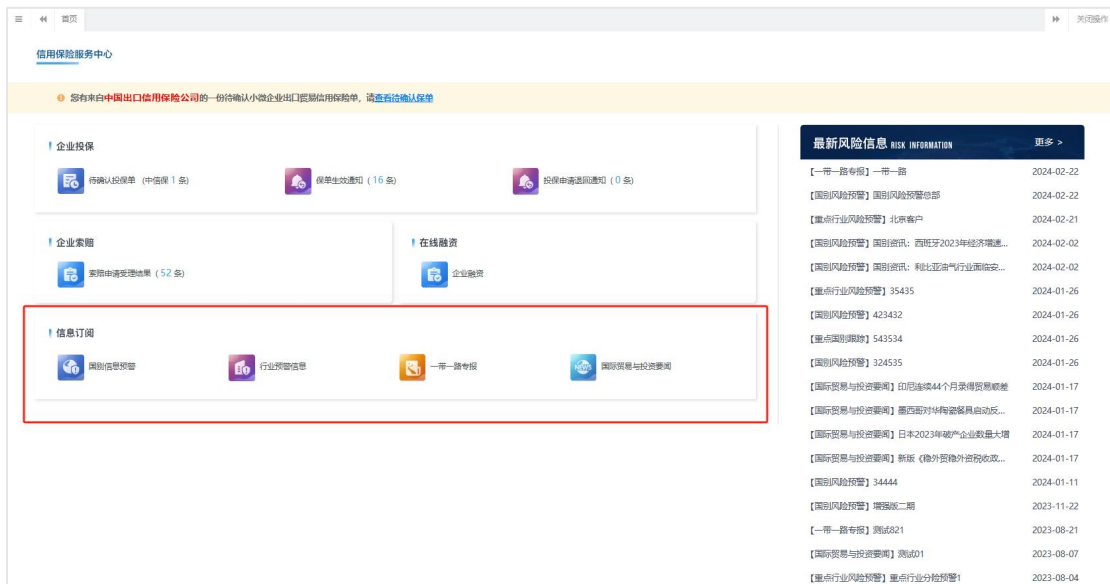 首页
关闭操作
信用保险服务中心
您有来自中国出口信用保险公司的一份待确认小微企业出口贸易信用保险单，请查看待确认保单
企业投保
待确认投保单（中信保 1 条）
保单生效通知（16 条）
投保申请退回通知（0 条）
企业索赔
索赔申请受理结果（52 条）
在线融资
企业融资
信息订阅
国别信息预警
行业预警信息
一带一路专报
国际贸易与投资要闻
最新风险信息 RISK INFORMATION 更多 >
【一带一路专报】一带一路 2024-02-22
【国别风险预警】国别风险预警总部 2024-02-22
【重点行业风险预警】北京客户 2024-02-21
【国别风险预警】国别资讯：西班牙2023年经济增速... 2024-02-02
【国别风险预警】国别资讯：利比亚油气行业面临安... 2024-02-02
【重点行业风险预警】35435 2024-01-26
【国别风险预警】423432 2024-01-26
【重点国别跟踪】543534 2024-01-26
【国别风险预警】324535 2024-01-26
【国际贸易与投资要闻】印尼连续44个月录得贸易顺差 2024-01-17
【国际贸易与投资要闻】墨西哥对华陶瓷餐具启动反... 2024-01-17
【国际贸易与投资要闻】日本2023年破产企业数量大增 2024-01-17
【国际贸易与投资要闻】新版《稳外贸稳外资税收政... 2024-01-17
【国别风险预警】34444 2024-01-11
【国别风险预警】增强版二期 2023-11-22
【一带一路专报】测试821 2023-08-21
【国际贸易与投资要闻】测试01 2023-08-07
【重点行业风险预警】重点行业分险预警1 2023-08-04